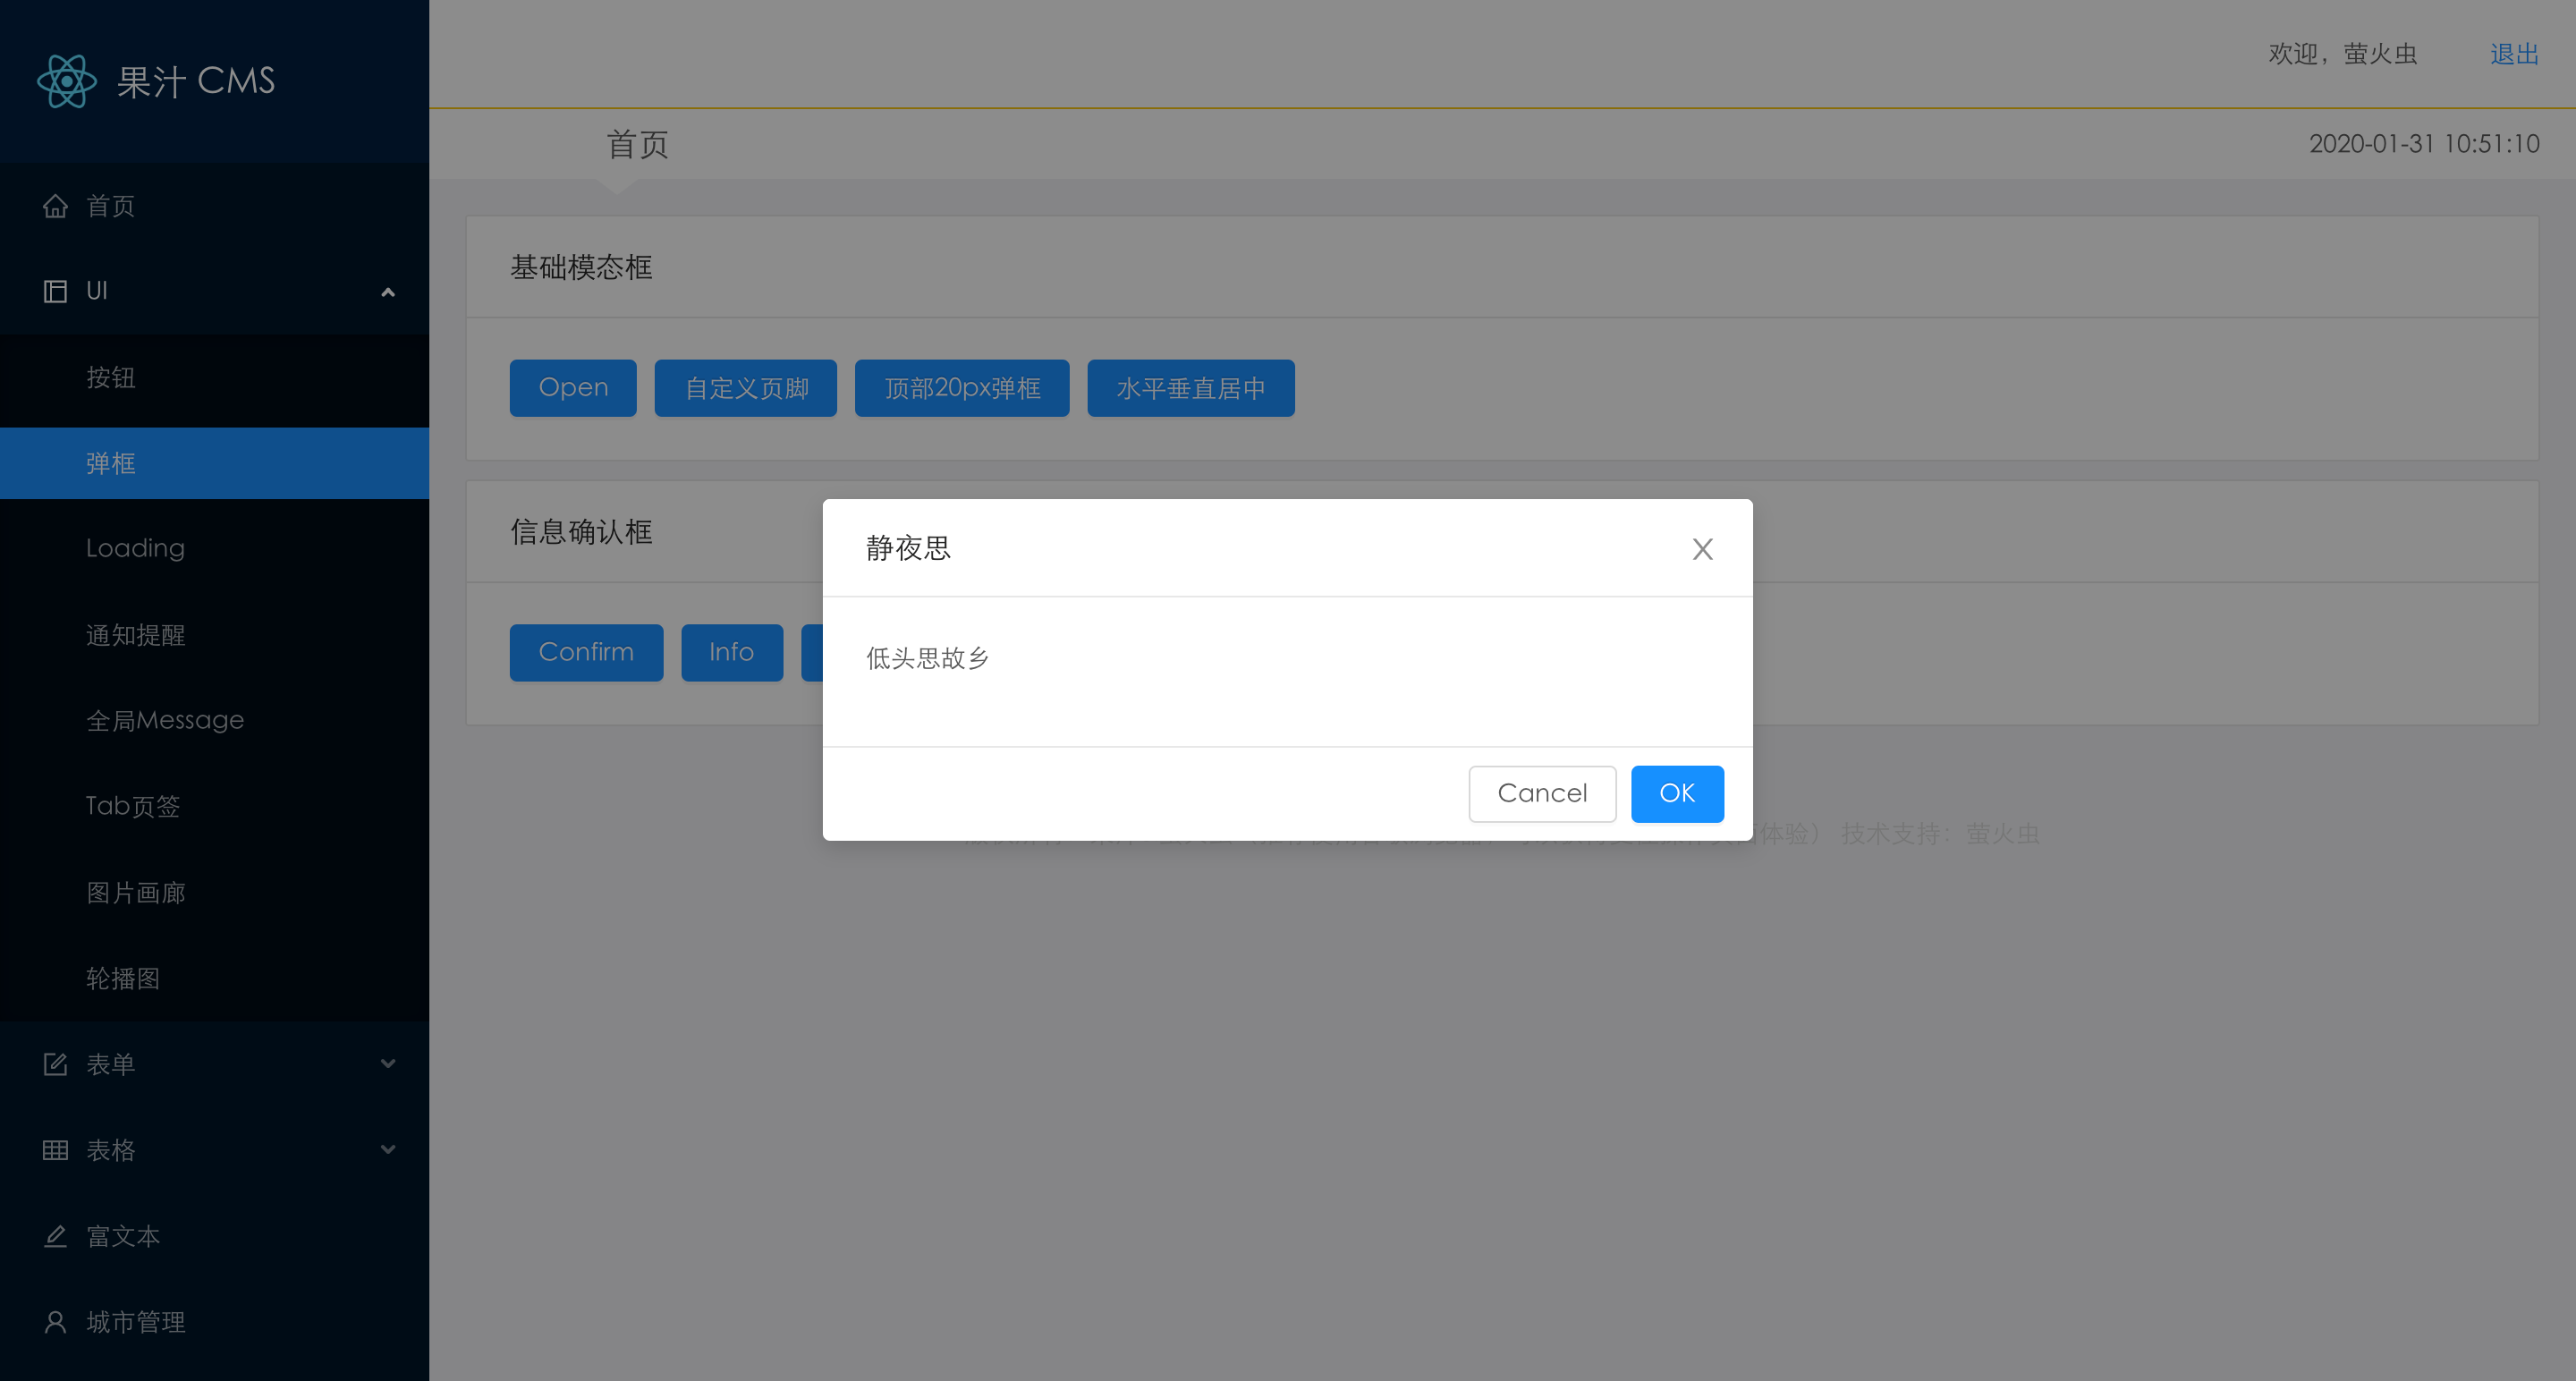 果汁 CMS
欢迎，萤火虫
退出
首页
2020-01-31 10:51:10
首页
UI
按钮
弹框
Loading
通知提醒
全局Message
Tab页签
图片画廊
轮播图
表单
表格
富文本
城市管理
基础模态框
Open
自定义页脚
顶部20px弹框
水平垂直居中
信息确认框
Confirm
Info
静夜思
低头思故乡
Cancel
OK
体验） 技术支持：萤火虫